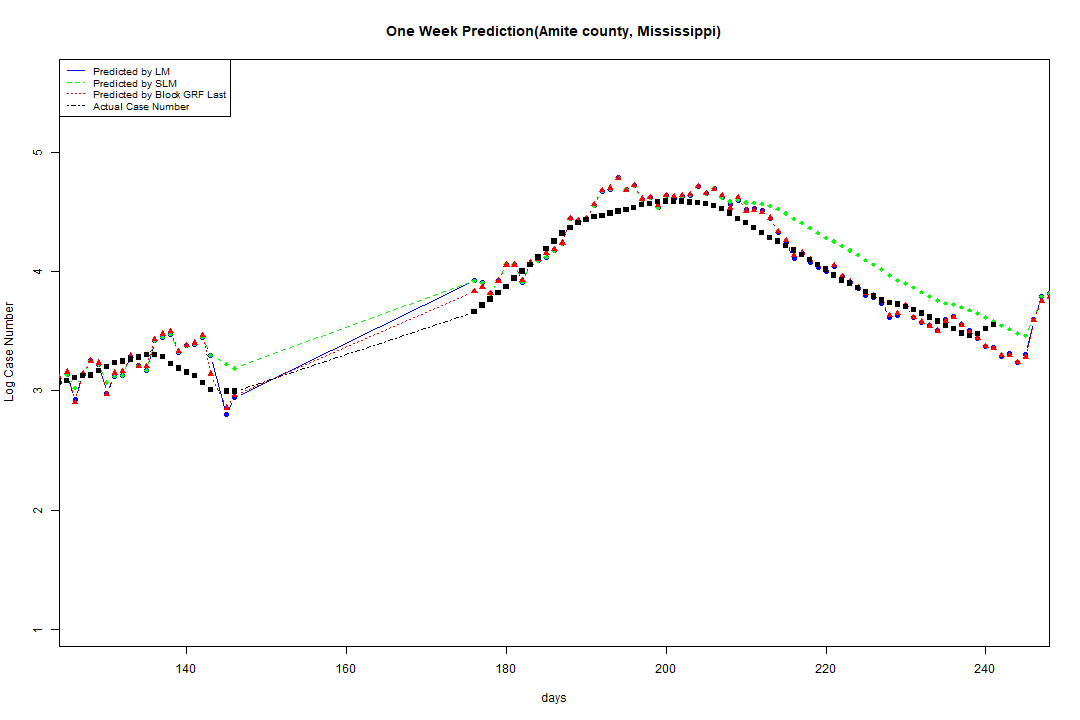 One Week Prediction(Amite county, Mississippi)
Predicted by LM
Predicted by SLM
Predicted by Block GRF Last
Actual Case Number
5
4
3
2
1
Log Case Number
140 160 180 200 220 240
days